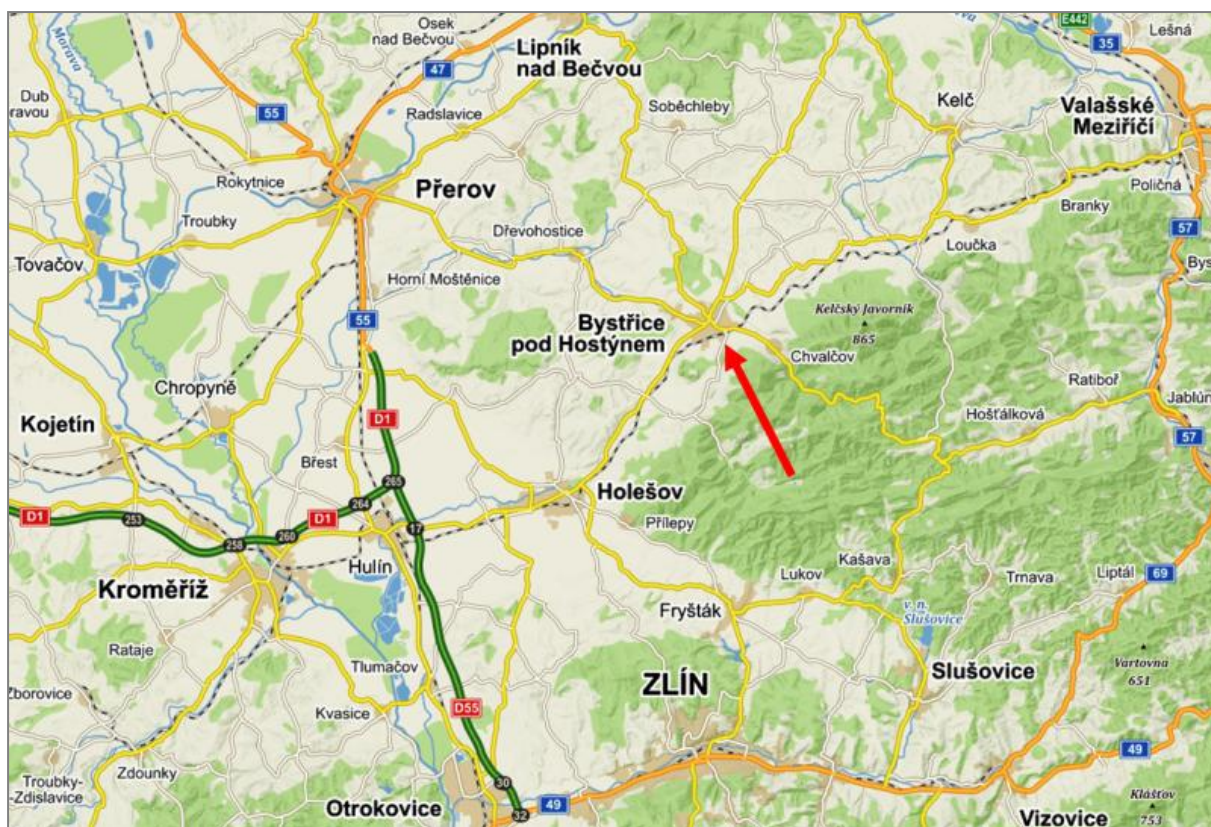 Osek
nad Bečvou
E442
Lešná
Lipník
nad Bečvou
35
Morava
47
Dub
55
Radslavice
Soběchleby
Kelč
Valašské
Meziříčí
Rokytnice
Přerov
Poličná
Troubky
Branky
Dřevohostice
57
Tovačov
Loučka
Horní Moštěnice
Bys
Kelčský Javorník
865
55
Bystřice
pod Hostýnem
Chvalčov
Chropyně
Ratiboř
Jablůn
Kojetín
D1
Hošťálková
57
Břest
265
Holešov
264
D1
253
D1
17
Přílepy
258
260
Kašava
Hulín
Lukov
Trnava
Liptál
69
Kroměříž
Fryšták
v. n.
Slušovice
Rataje
Tlumačov
ZLÍN
Slušovice
Vartovna
651
Zborovice
Kvasice
D55
49
Zdounky
Troubky-
-Zdislavice
30
Otrokovice
49
32
Klášťov
753
Vizovice